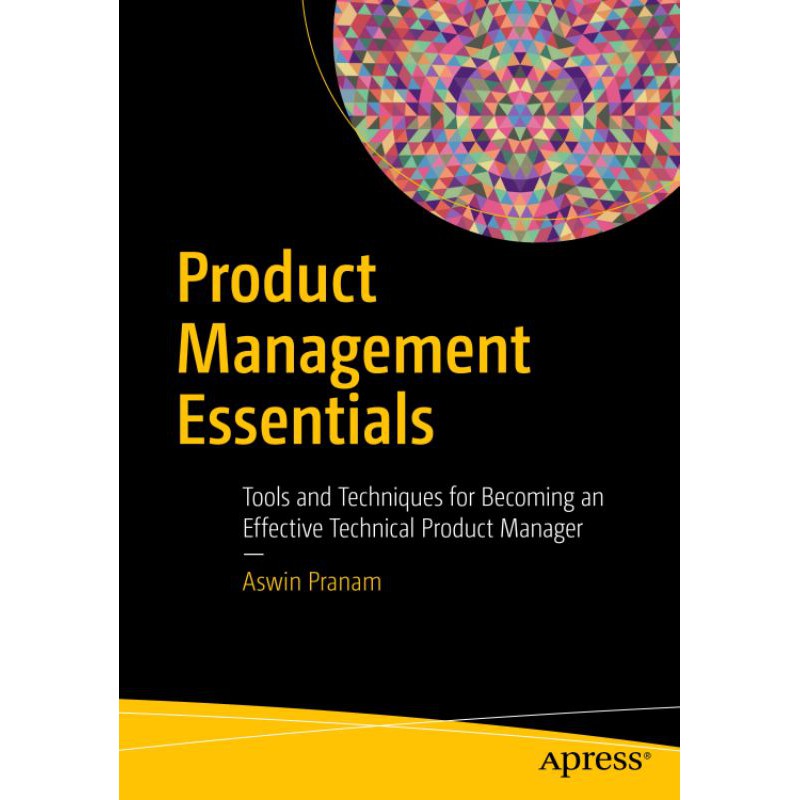 Product
Management
Essentials
Tools and Techniques for Becoming an
Effective Technical Product Manager
—
Aswin Pranam
Apress®